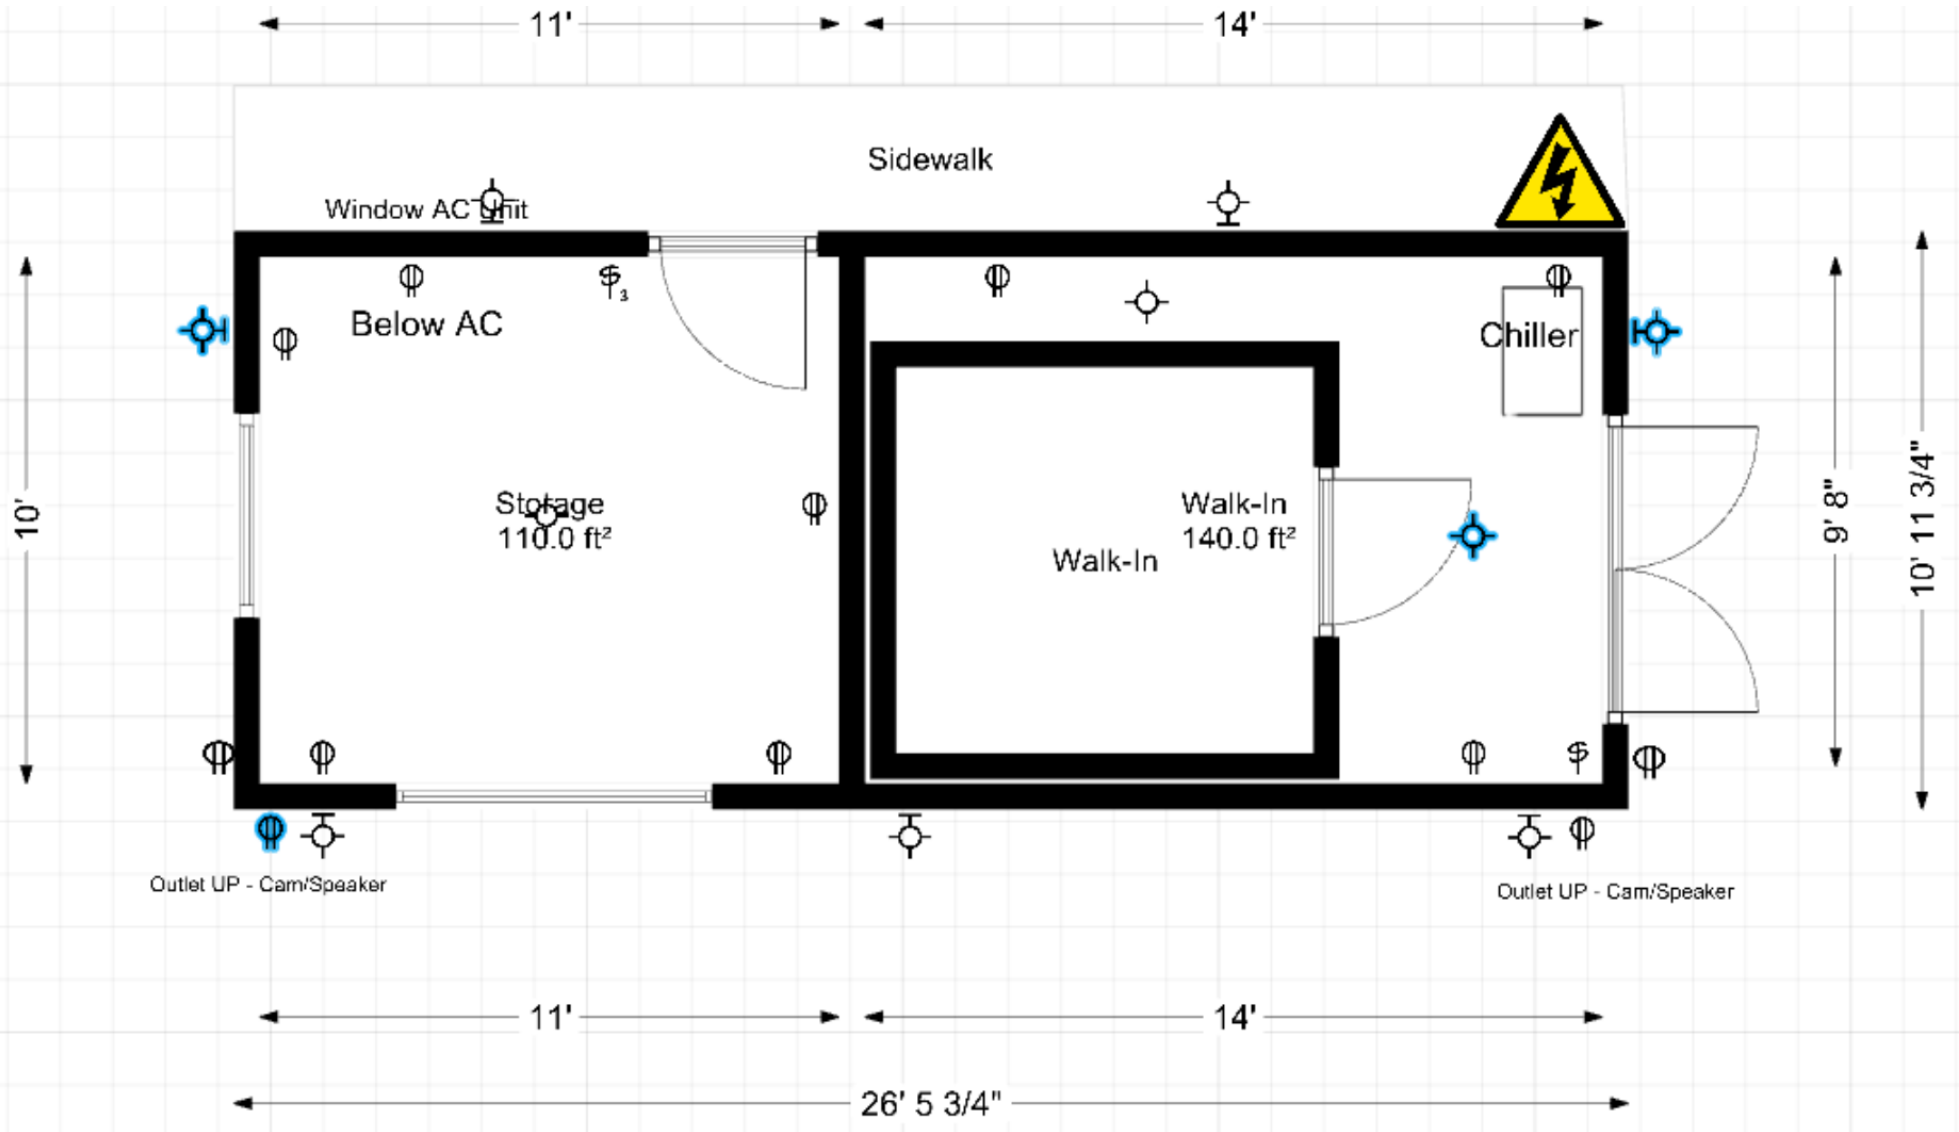 11'
14'
Sidewalk
Window AC Unit
$3
Below AC
Chiller
Storage
110.0 ft²
Walk-In
140.0 ft²
Walk-In
10'
9' 8"
10' 11 3/4"
$
Outlet UP - Cam/Speaker
Outlet UP - Cam/Speaker
11'
14'
26' 5 3/4"